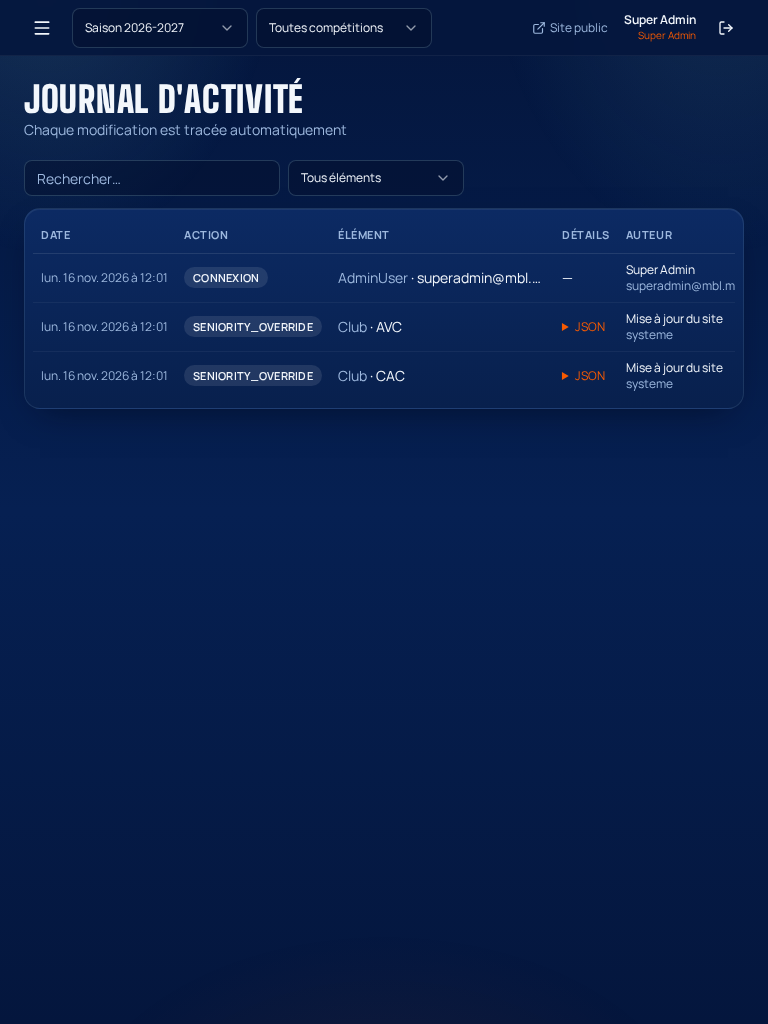 Saison 2026-2027
Toutes compétitions
Site public
Super Admin
Super Admin
JOURNAL D'ACTIVITÉ
Chaque modification est tracée automatiquement
Rechercher...
Tous éléments
DATE ACTION ÉLÉMENT DÉTAILS AUTEUR
lun. 16 nov. 2026 à 12:01 CONNEXION AdminUser · superadmin@mbl.... — Super Admin
superadmin@mbl.m
lun. 16 nov. 2026 à 12:01 SENIORITY_OVERRIDE Club · AVC JSON Mise à jour du site
systeme
lun. 16 nov. 2026 à 12:01 SENIORITY_OVERRIDE Club · CAC JSON Mise à jour du site
systeme